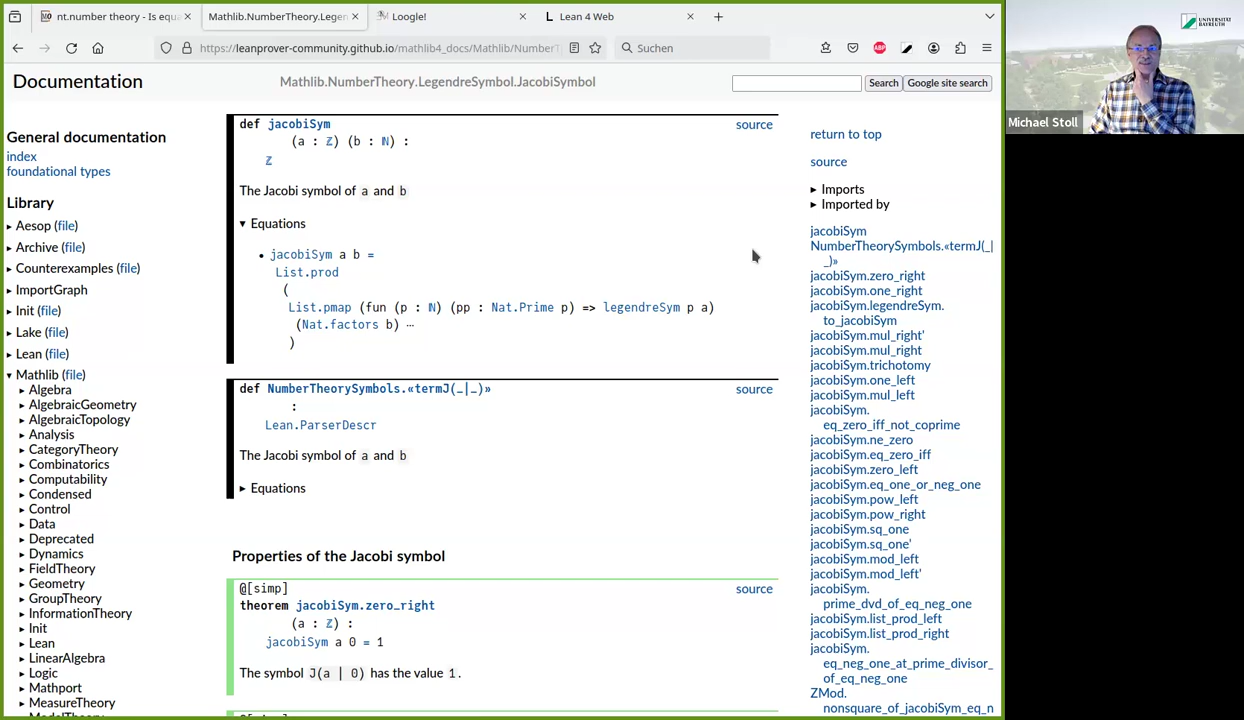 nt.number theory - Is equa
Mathlib.NumberTheory.Legen
Loogle!
Lean 4 Web
https://leanprover-community.github.io/mathlib4_docs/Mathlib/NumberT
Suchen
ABP
UNIVERSITÄT
BAYREUTH
Michael Stoll
Documentation
Mathlib.NumberTheory.LegendreSymbol.JacobiSymbol
Search
Google site search
General documentation
index
foundational types
Library
Aesop (file)
Archive (file)
Counterexamples (file)
ImportGraph
Init (file)
Lake (file)
Lean (file)
Mathlib (file)
Algebra
AlgebraicGeometry
AlgebraicTopology
Analysis
CategoryTheory
Combinatorics
Computability
Condensed
Control
Data
Deprecated
Dynamics
FieldTheory
Geometry
GroupTheory
InformationTheory
Init
Lean
LinearAlgebra
Logic
Mathport
MeasureTheory
ModelTheory
def jacobiSym
source
(a : ℤ) (b : ℕ) :
ℤ
The Jacobi symbol of a and b
Equations
jacobiSym a b =
List.prod
(
List.pmap (fun (p : ℕ) (pp : Nat.Prime p) => legendreSym p a)
(Nat.factors b) ⋯
)
def NumberTheorySymbols.«termJ(_|_)»
source
:
Lean.ParserDescr
The Jacobi symbol of a and b
Equations
Properties of the Jacobi symbol
@[simp]
source
theorem jacobiSym.zero_right
(a : ℤ) :
jacobiSym a 0 = 1
The symbol J(a | 0) has the value 1.
return to top
source
Imports
Imported by
jacobiSym
NumberTheorySymbols.«termJ(_|
_)»
jacobiSym.zero_right
jacobiSym.one_right
jacobiSym.legendreSym.
to_jacobiSym
jacobiSym.mul_right'
jacobiSym.mul_right
jacobiSym.trichotomy
jacobiSym.one_left
jacobiSym.mul_left
jacobiSym.
eq_zero_iff_not_coprime
jacobiSym.ne_zero
jacobiSym.eq_zero_iff
jacobiSym.zero_left
jacobiSym.eq_one_or_neg_one
jacobiSym.pow_left
jacobiSym.pow_right
jacobiSym.sq_one
jacobiSym.sq_one'
jacobiSym.mod_left
jacobiSym.mod_left'
jacobiSym.
prime_dvd_of_eq_neg_one
jacobiSym.list_prod_left
jacobiSym.list_prod_right
jacobiSym.
eq_neg_one_at_prime_divisor_
of_eq_neg_one
ZMod.
nonsquare_of_jacobiSym_eq_n